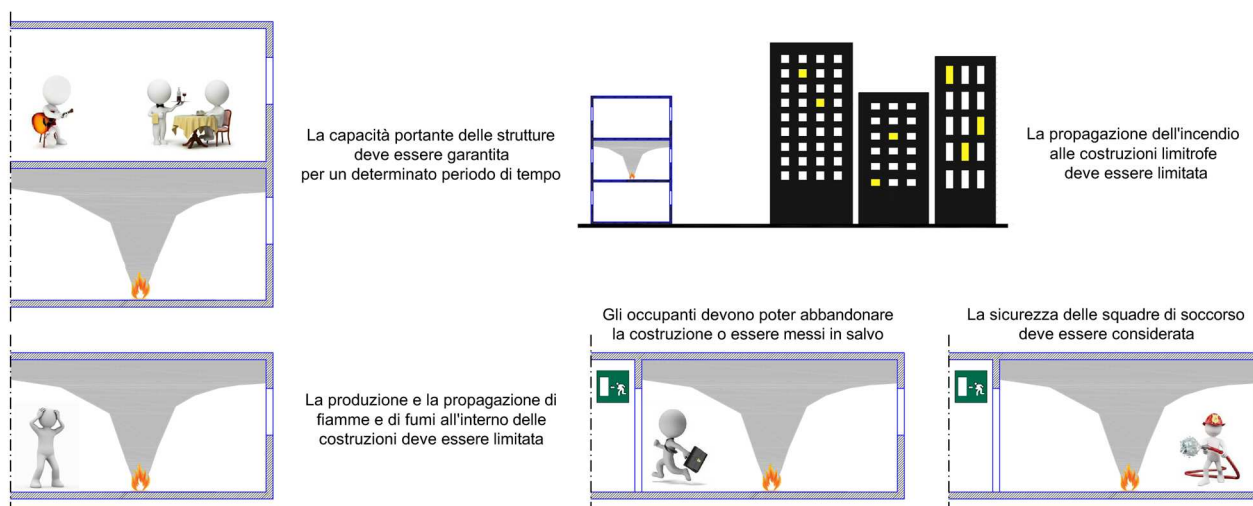 La capacità portante delle strutture
deve essere garantita
per un determinato periodo di tempo
La propagazione dell'incendio
alle costruzioni limitrofe
deve essere limitata
La produzione e la propagazione di
fiamme e di fumi all'interno delle
costruzioni deve essere limitata
Gli occupanti devono poter abbandonare
la costruzione o essere messi in salvo
La sicurezza delle squadre di soccorso
deve essere considerata